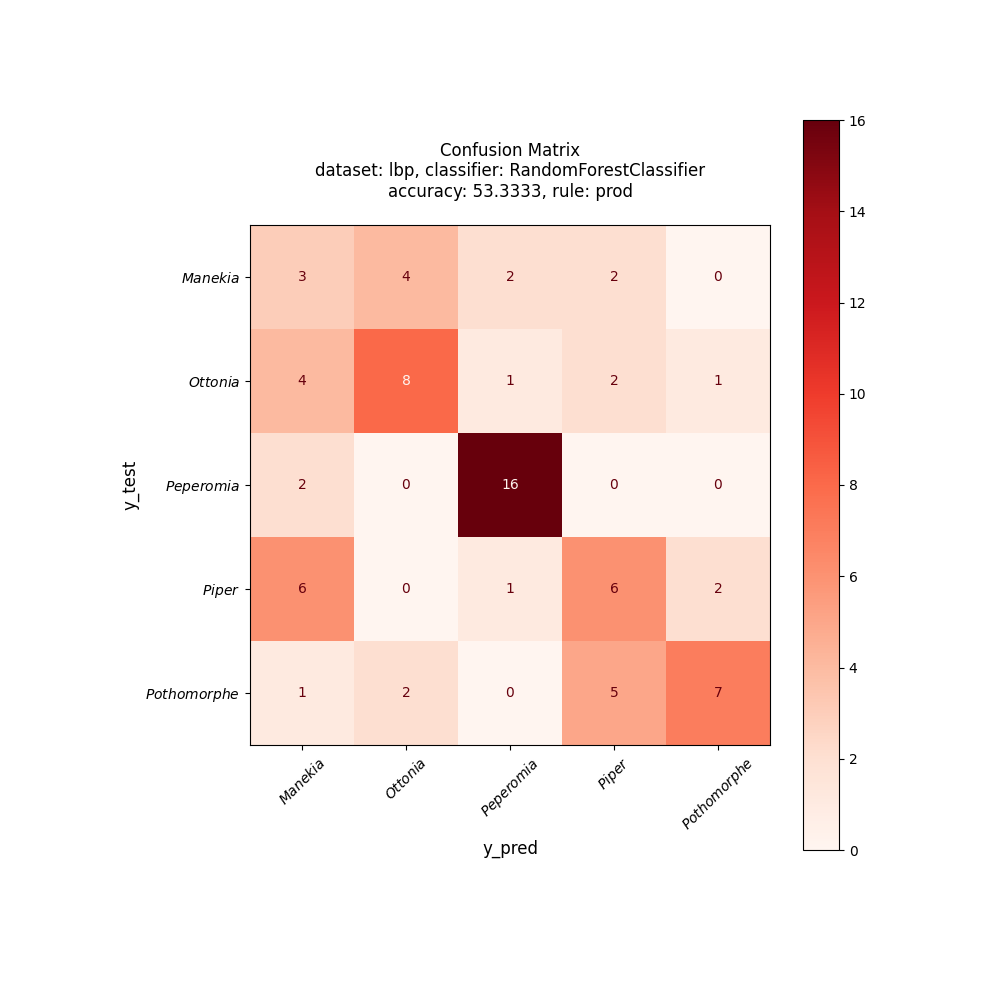 Confusion Matrix
dataset: lbp, classifier: RandomForestClassifier
accuracy: 53.3333, rule: prod
Manekia 3 4 2 2 0
Ottonia 4 8 1 2 1
Peperomia 2 0 16 0 0
Piper 6 0 1 6 2
Pothomorphe 1 2 0 5 7
y_test
Manekia Ottonia Peperomia Piper Pothomorphe
y_pred
16
14
12
10
8
6
4
2
0